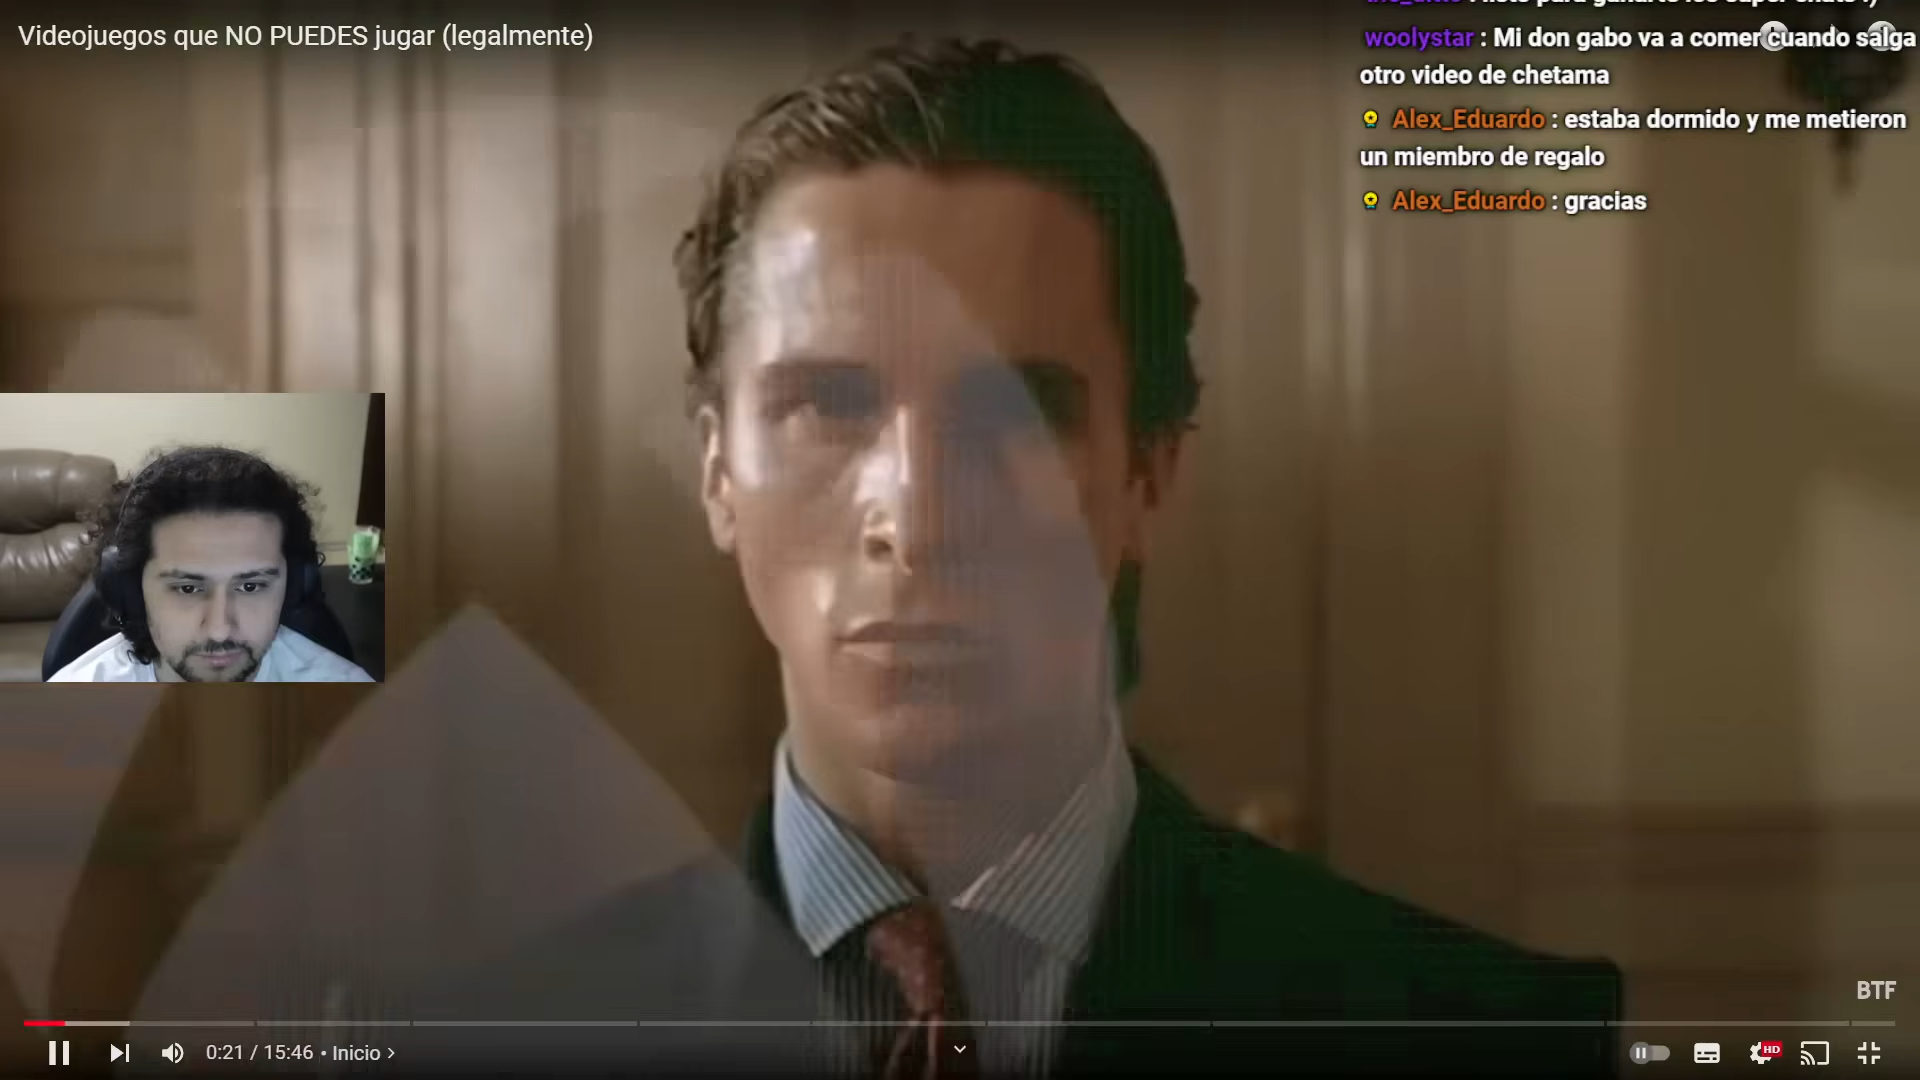 Videojuegos que NO PUEDES jugar (legalmente)
woolystar : Mi don gabo va a comer cuando salga
otro video de chetama
Alex_Eduardo : estaba dormido y me metieron
un miembro de regalo
Alex_Eduardo : gracias
BTF
0:21 / 15:46 • Inicio >
HD